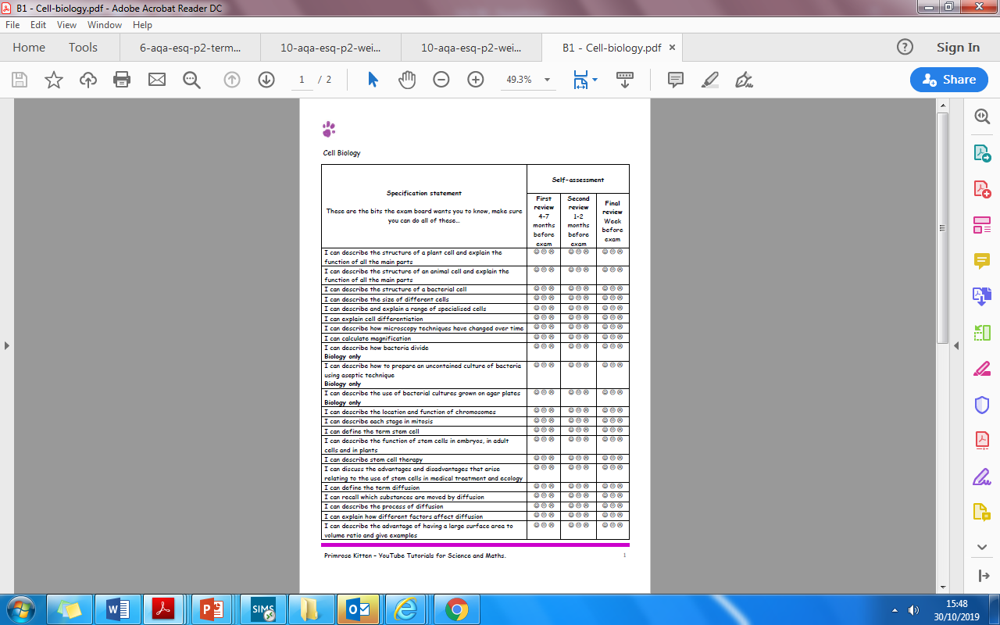 B1 - Cell-biology.pdf - Adobe Acrobat Reader DC
File Edit View Window Help
Home Tools 6-aqa-esq-p2-term... 10-aqa-esq-p2-wei... 10-aqa-esq-p2-wei... B1 - Cell-biology.pdf × Sign In
1 / 2 49.3% Share
Cell Biology
Specification statement
These are the bits the exam board wants you to know, make sure
you can do all of these…
Self-assessment
First
review
4-7
months
before
exam
Second
review
1-2
months
before
exam
Final
review
Week
before
exam
I can describe the structure of a plant cell and explain the
function of all the main parts
I can describe the structure of an animal cell and explain the
function of all the main parts
I can describe the structure of a bacterial cell
I can describe the size of different cells
I can describe and explain a range of specialised cells
I can explain cell differentiation
I can describe how microscopy techniques have changed over time
I can calculate magnification
I can describe how bacteria divide
Biology only
I can describe how to prepare an uncontained culture of bacteria
using aseptic technique
Biology only
I can describe the use of bacterial cultures grown on agar plates
Biology only
I can describe the location and function of chromosomes
I can describe each stage in mitosis
I can define the term stem cell
I can describe the function of stem cells in embryos, in adult
cells and in plants
I can describe stem cell therapy
I can discuss the advantages and disadvantages that arise
relating to the use of stem cells in medical treatment and ecology
I can define the term diffusion
I can recall which substances are moved by diffusion
I can describe the process of diffusion
I can explain how different factors affect diffusion
I can describe the advantage of having a large surface area to
volume ratio and give examples
Primrose Kitten – YouTube Tutorials for Science and Maths. 1
SIMS
15:48
30/10/2019